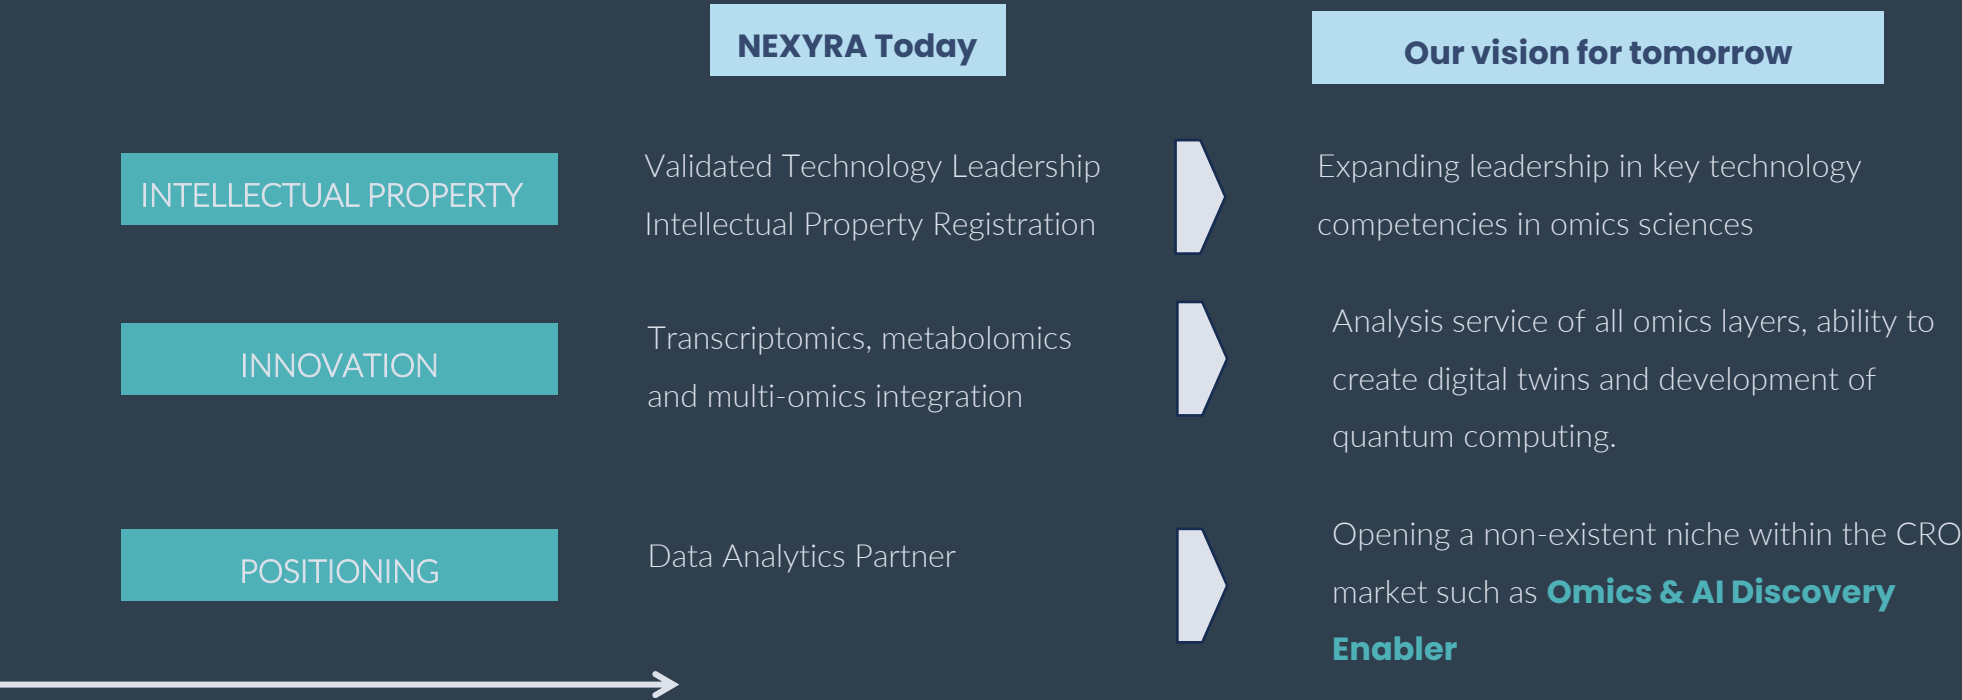 NEXYRA Today
Our vision for tomorrow
INTELLECTUAL PROPERTY
Validated Technology Leadership
Intellectual Property Registration
Expanding leadership in key technology
competencies in omics sciences
INNOVATION
Transcriptomics, metabolomics
and multi-omics integration
Analysis service of all omics layers, ability to
create digital twins and development of
quantum computing.
POSITIONING
Data Analytics Partner
Opening a non-existent niche within the CRO
market such as Omics & AI Discovery
Enabler